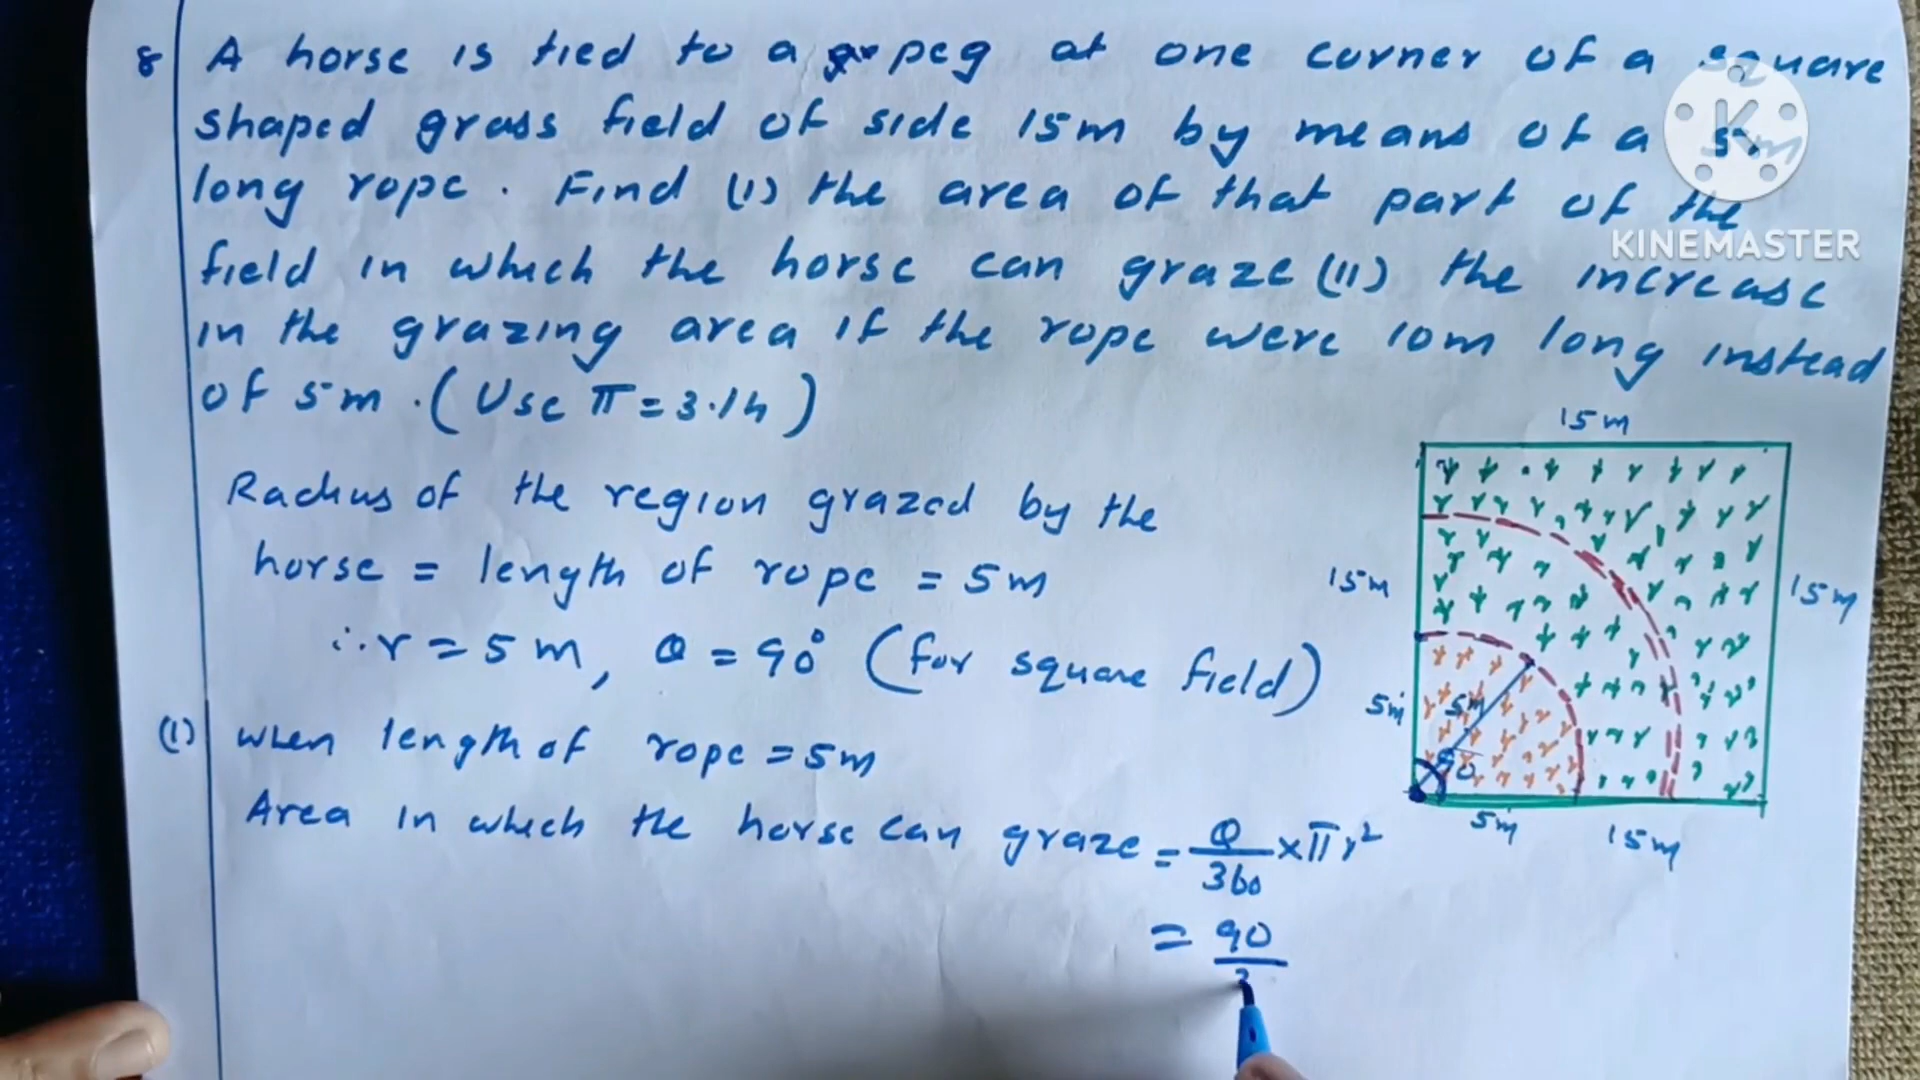 8 A horse is tied to a peg at one corner of a square
shaped grass field of side 15m by means of a 5m
long rope. Find (i) the area of that part of the
field in which the horse can graze (ii) the increase
in the grazing area if the rope were 10m long instead
of 5m. (Use π = 3.14)
KINEMASTER
Radius of the region grazed by the
horse = length of rope = 5m
∴ r = 5m, θ = 90° (for square field)
(i) when length of rope = 5m
Area in which the horse can graze = θ/360 × πr²
= 90/3
15m
15m
15m
5m
5m
90
5m
15m